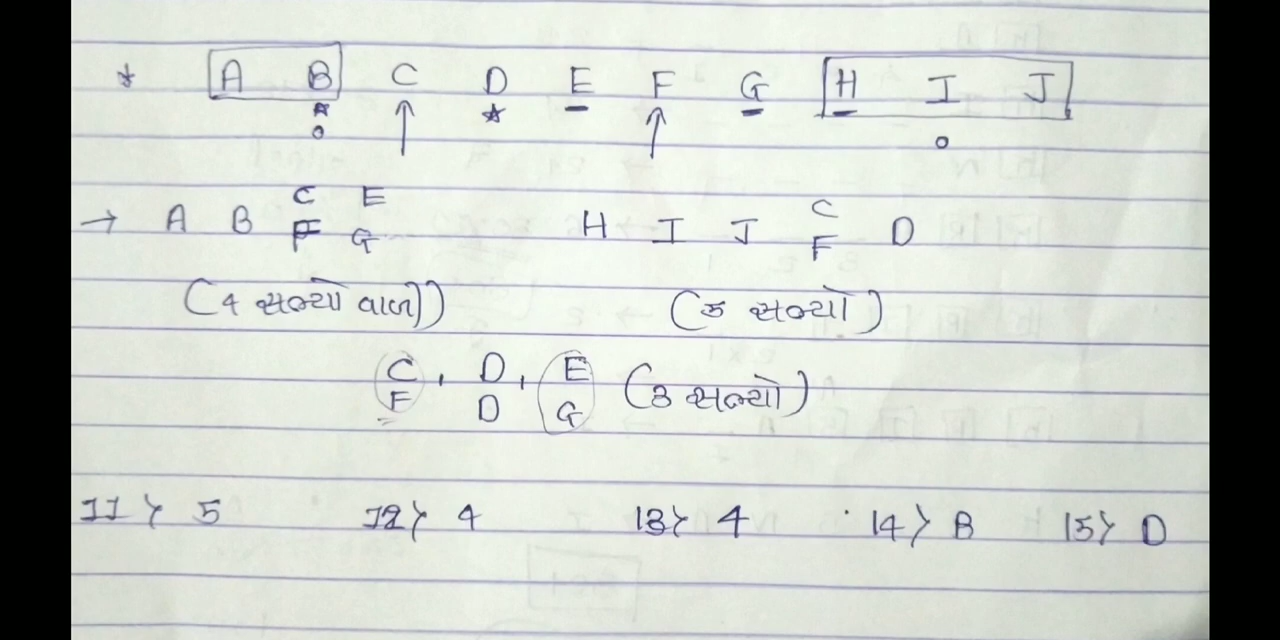 * A B C D E F G H I J
C E C
→ A B F G H I J F D
(4 સભ્યો વાળી) (5 સભ્યો)
C, D, E (3 સભ્યો)
F D G
11> 5 12> 4 13> 4 14> B 15> D